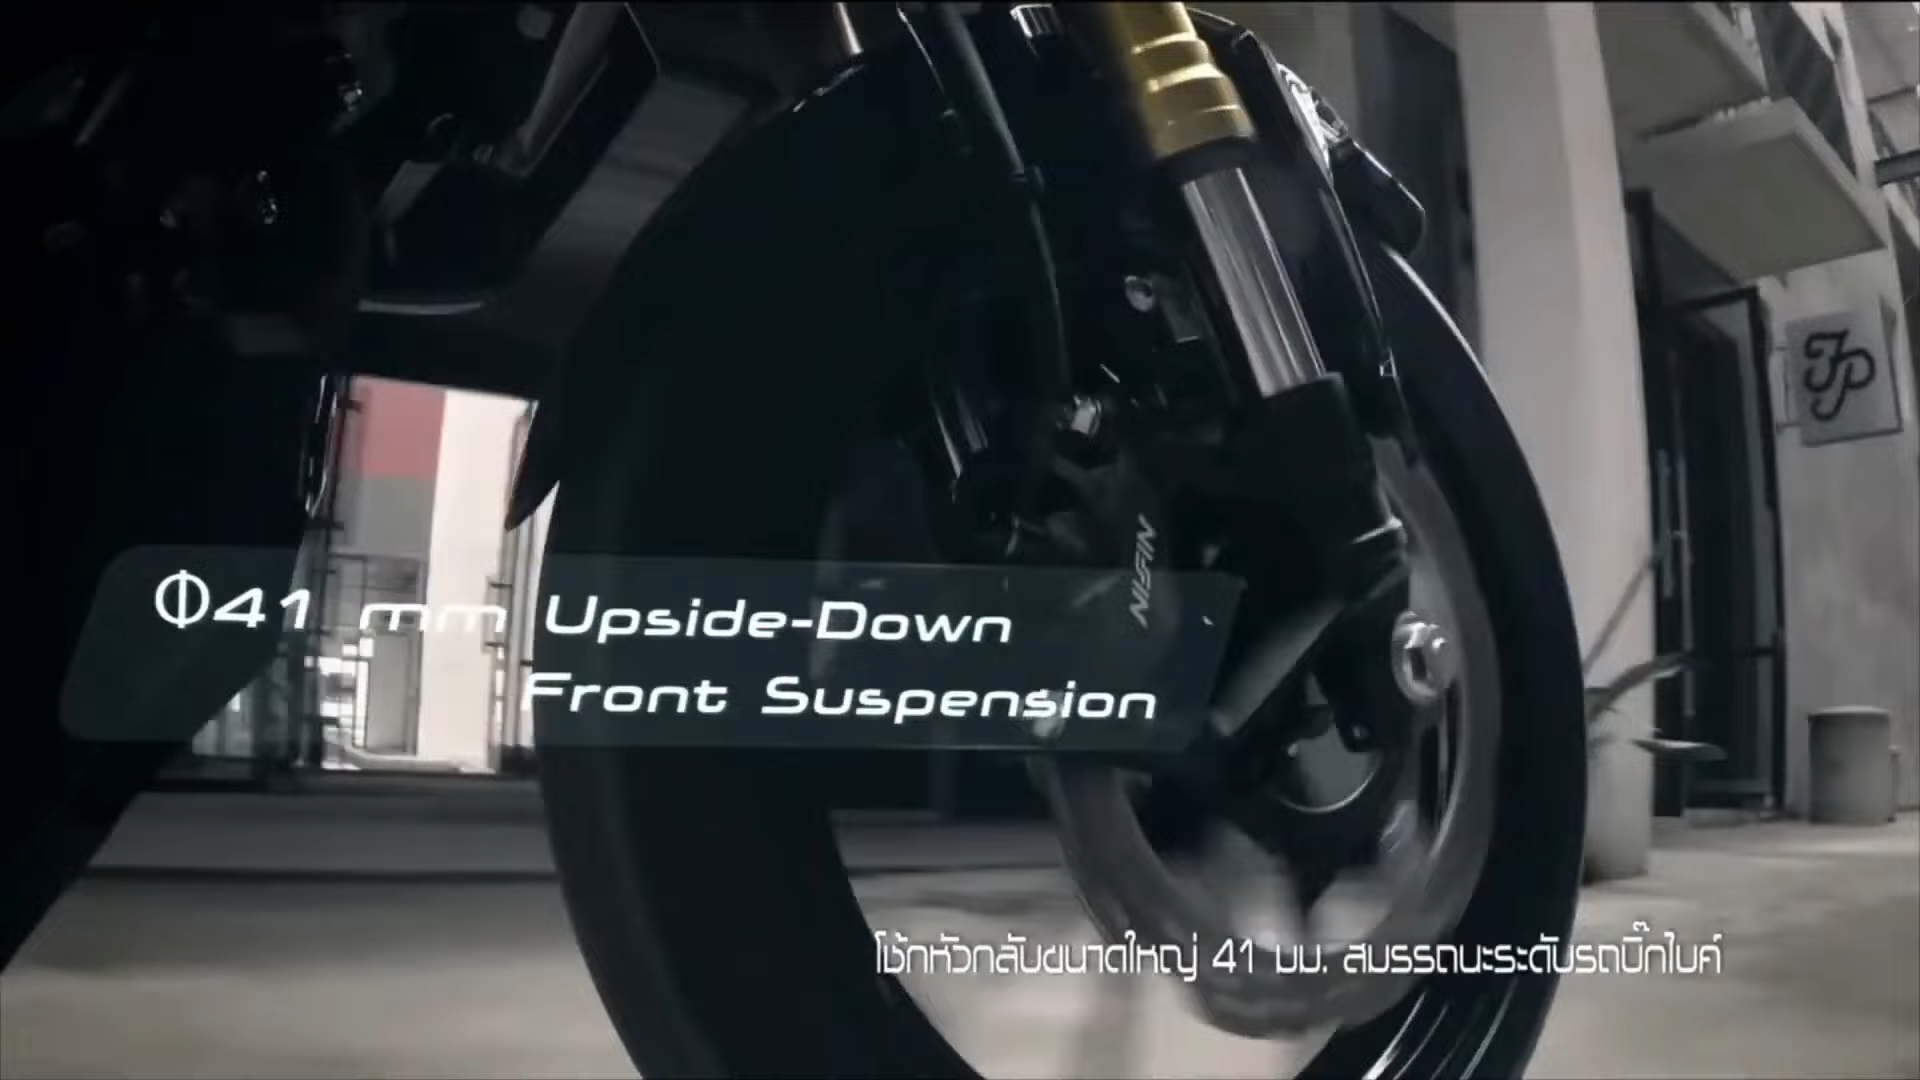 JP
Φ41 mm Upside-Down
Front Suspension
NISSIN
โช้กหัวกลับขนาดใหญ่ 41 มม. สมรรถนะระดับรถบิ๊กไบค์